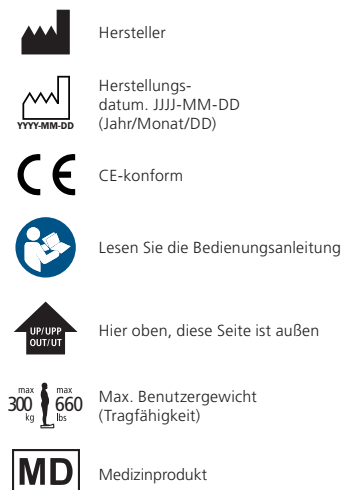 Hersteller
Herstellungs-
datum. JJJJ-MM-DD
(Jahr/Monat/DD)
YYYY-MM-DD
CE
CE-konform
Lesen Sie die Bedienungsanleitung
UP/UPP
OUT/UT
Hier oben, diese Seite ist außen
max max
300 660
kg lbs
Max. Benutzergewicht
(Tragfähigkeit)
MD
Medizinprodukt